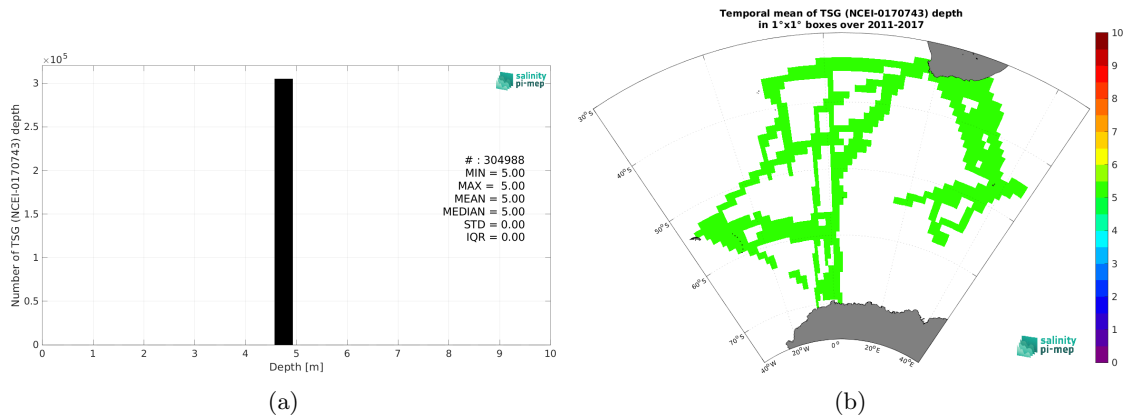 ×10⁵
3
2.5
2
1.5
1
0.5
0
Number of TSG (NCEI-0170743) depth
salinity
pi-mep
# : 304988
MIN = 5.00
MAX = 5.00
MEAN = 5.00
MEDIAN = 5.00
STD = 0.00
IQR = 0.00
0 1 2 3 4 5 6 7 8 9 10
Depth [m]
(a)
Temporal mean of TSG (NCEI-0170743) depth
in 1°x1° boxes over 2011-2017
30°S
40°S
50°S
60°S
70°S
40°W 20°W 0° 20°E 40°E
10
9
8
7
6
5
4
3
2
1
0
salinity
pi-mep
(b)